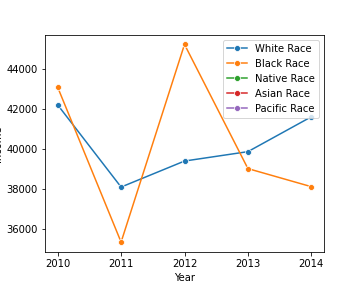 White Race
Black Race
Native Race
Asian Race
Pacific Race
44000
42000
40000
38000
36000
2010
2011
2012
2013
2014
Year